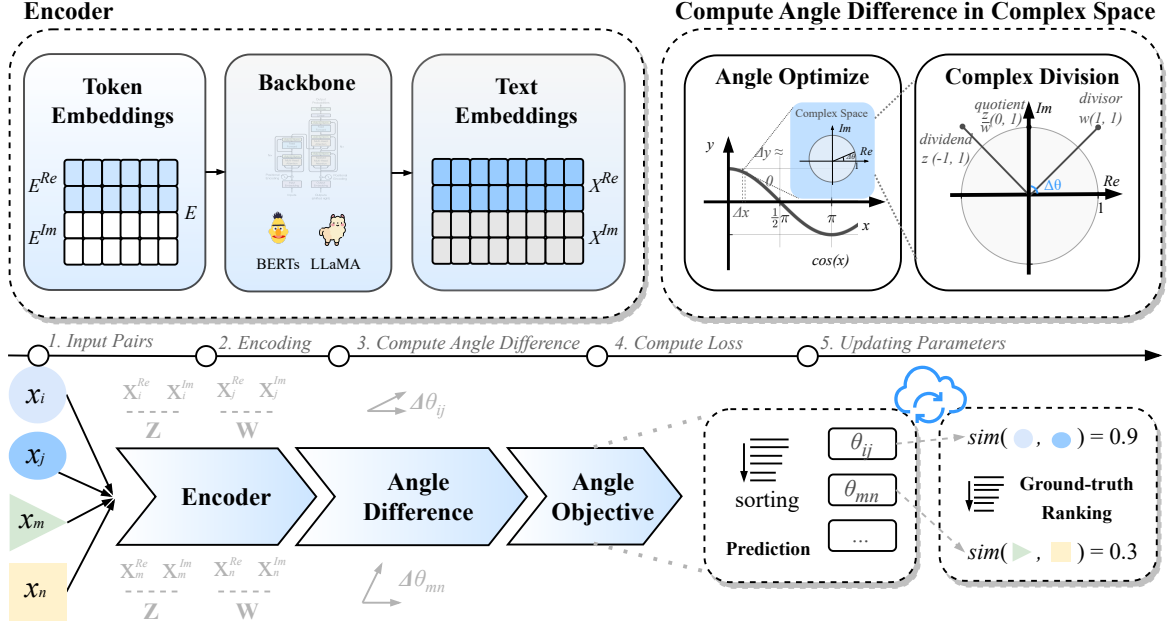 Encoder
Token
Embeddings
E^Re
E
E^Im
Backbone
BERTs LLaMA
Text
Embeddings
X^Re
X^Im
Compute Angle Difference in Complex Space
Angle Optimize
Complex Space
Im
Re
Δθ
1
y
Δy ≈
0
Δx
1/2 π
π
x
cos(x)
Complex Division
quotient
z/w (0, 1)
Im
divisor
w(1, 1)
dividend
z (-1, 1)
Δθ
Re
1
1. Input Pairs
2. Encoding
3. Compute Angle Difference
4. Compute Loss
5. Updating Parameters
x_i
x_j
x_m
x_n
X_i^Re X_i^Im X_j^Re X_j^Im
Z W
Encoder
X_m^Re X_m^Im X_n^Re X_n^Im
Z W
Δθ_ij
Angle
Difference
Δθ_mn
Angle
Objective
sorting
Prediction
θ_ij
θ_mn
...
sim( , ) = 0.9
Ground-truth
Ranking
sim( , ) = 0.3